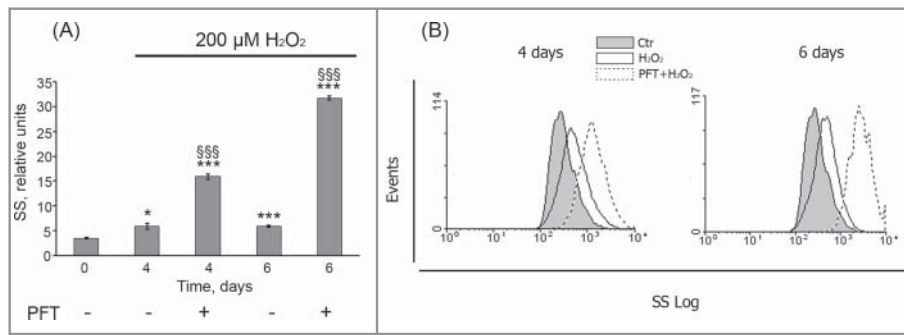 (A)
200 µM H₂O₂
SS, relative units
35
30
25
20
15
10
5
0
*
§§§
***
***
§§§
***
0 4 4 6 6
Time, days
PFT - - + - +
(B)
4 days
Ctr
H₂O₂
PFT+H₂O₂
6 days
Events
114
0
10⁰ 10¹ 10² 10³ 10⁴
117
0
10⁰ 10¹ 10² 10³ 10⁴
SS Log